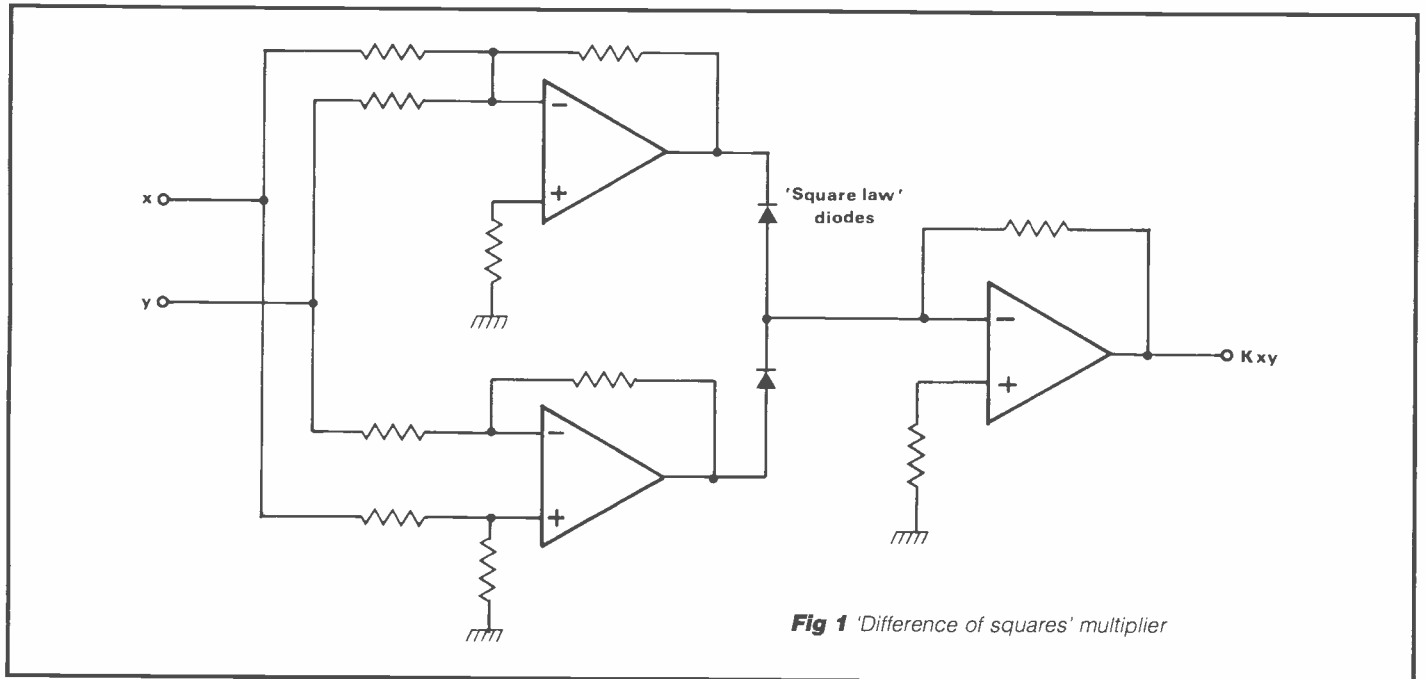 x
y
−
+
−
+
'Square law'
diodes
−
+
Kxy
Fig 1 'Difference of squares' multiplier